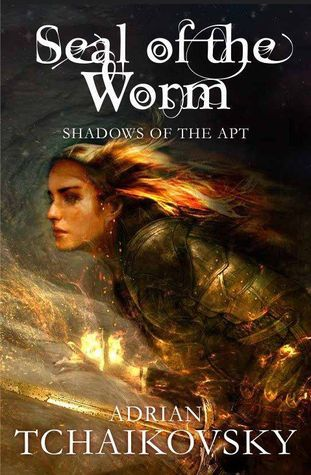 Seal of the
Worm
SHADOWS OF THE APT
ADRIAN
TCHAIKOVSKY